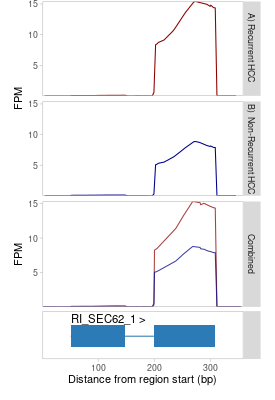 15
10
5
FPM
A) Recurrent HCC
15
10
5
B) Non-Recurrent HCC
15
10
5
FPM
Combined
RI_SEC62_1 >
100
200
300
Distance from region start (bp)